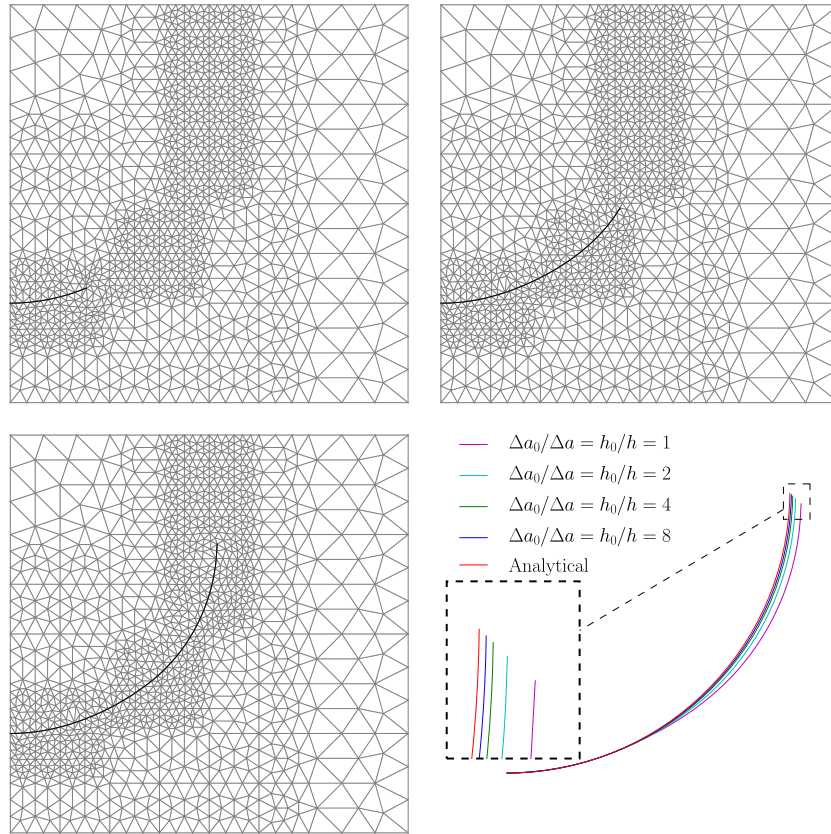 Δa₀/Δa = h₀/h = 1
Δa₀/Δa = h₀/h = 2
Δa₀/Δa = h₀/h = 4
Δa₀/Δa = h₀/h = 8
Analytical